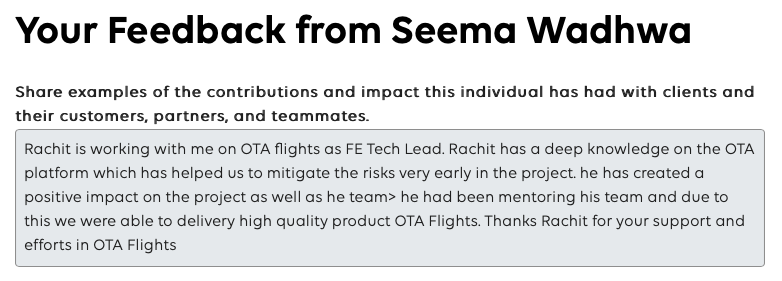 Your Feedback from Seema Wadhwa
Share examples of the contributions and impact this individual has had with clients and
their customers, partners, and teammates.
Rachit is working with me on OTA flights as FE Tech Lead. Rachit has a deep knowledge on the OTA
platform which has helped us to mitigate the risks very early in the project. he has created a
positive impact on the project as well as he team> he had been mentoring his team and due to
this we were able to delivery high quality product OTA Flights. Thanks Rachit for your support and
efforts in OTA Flights